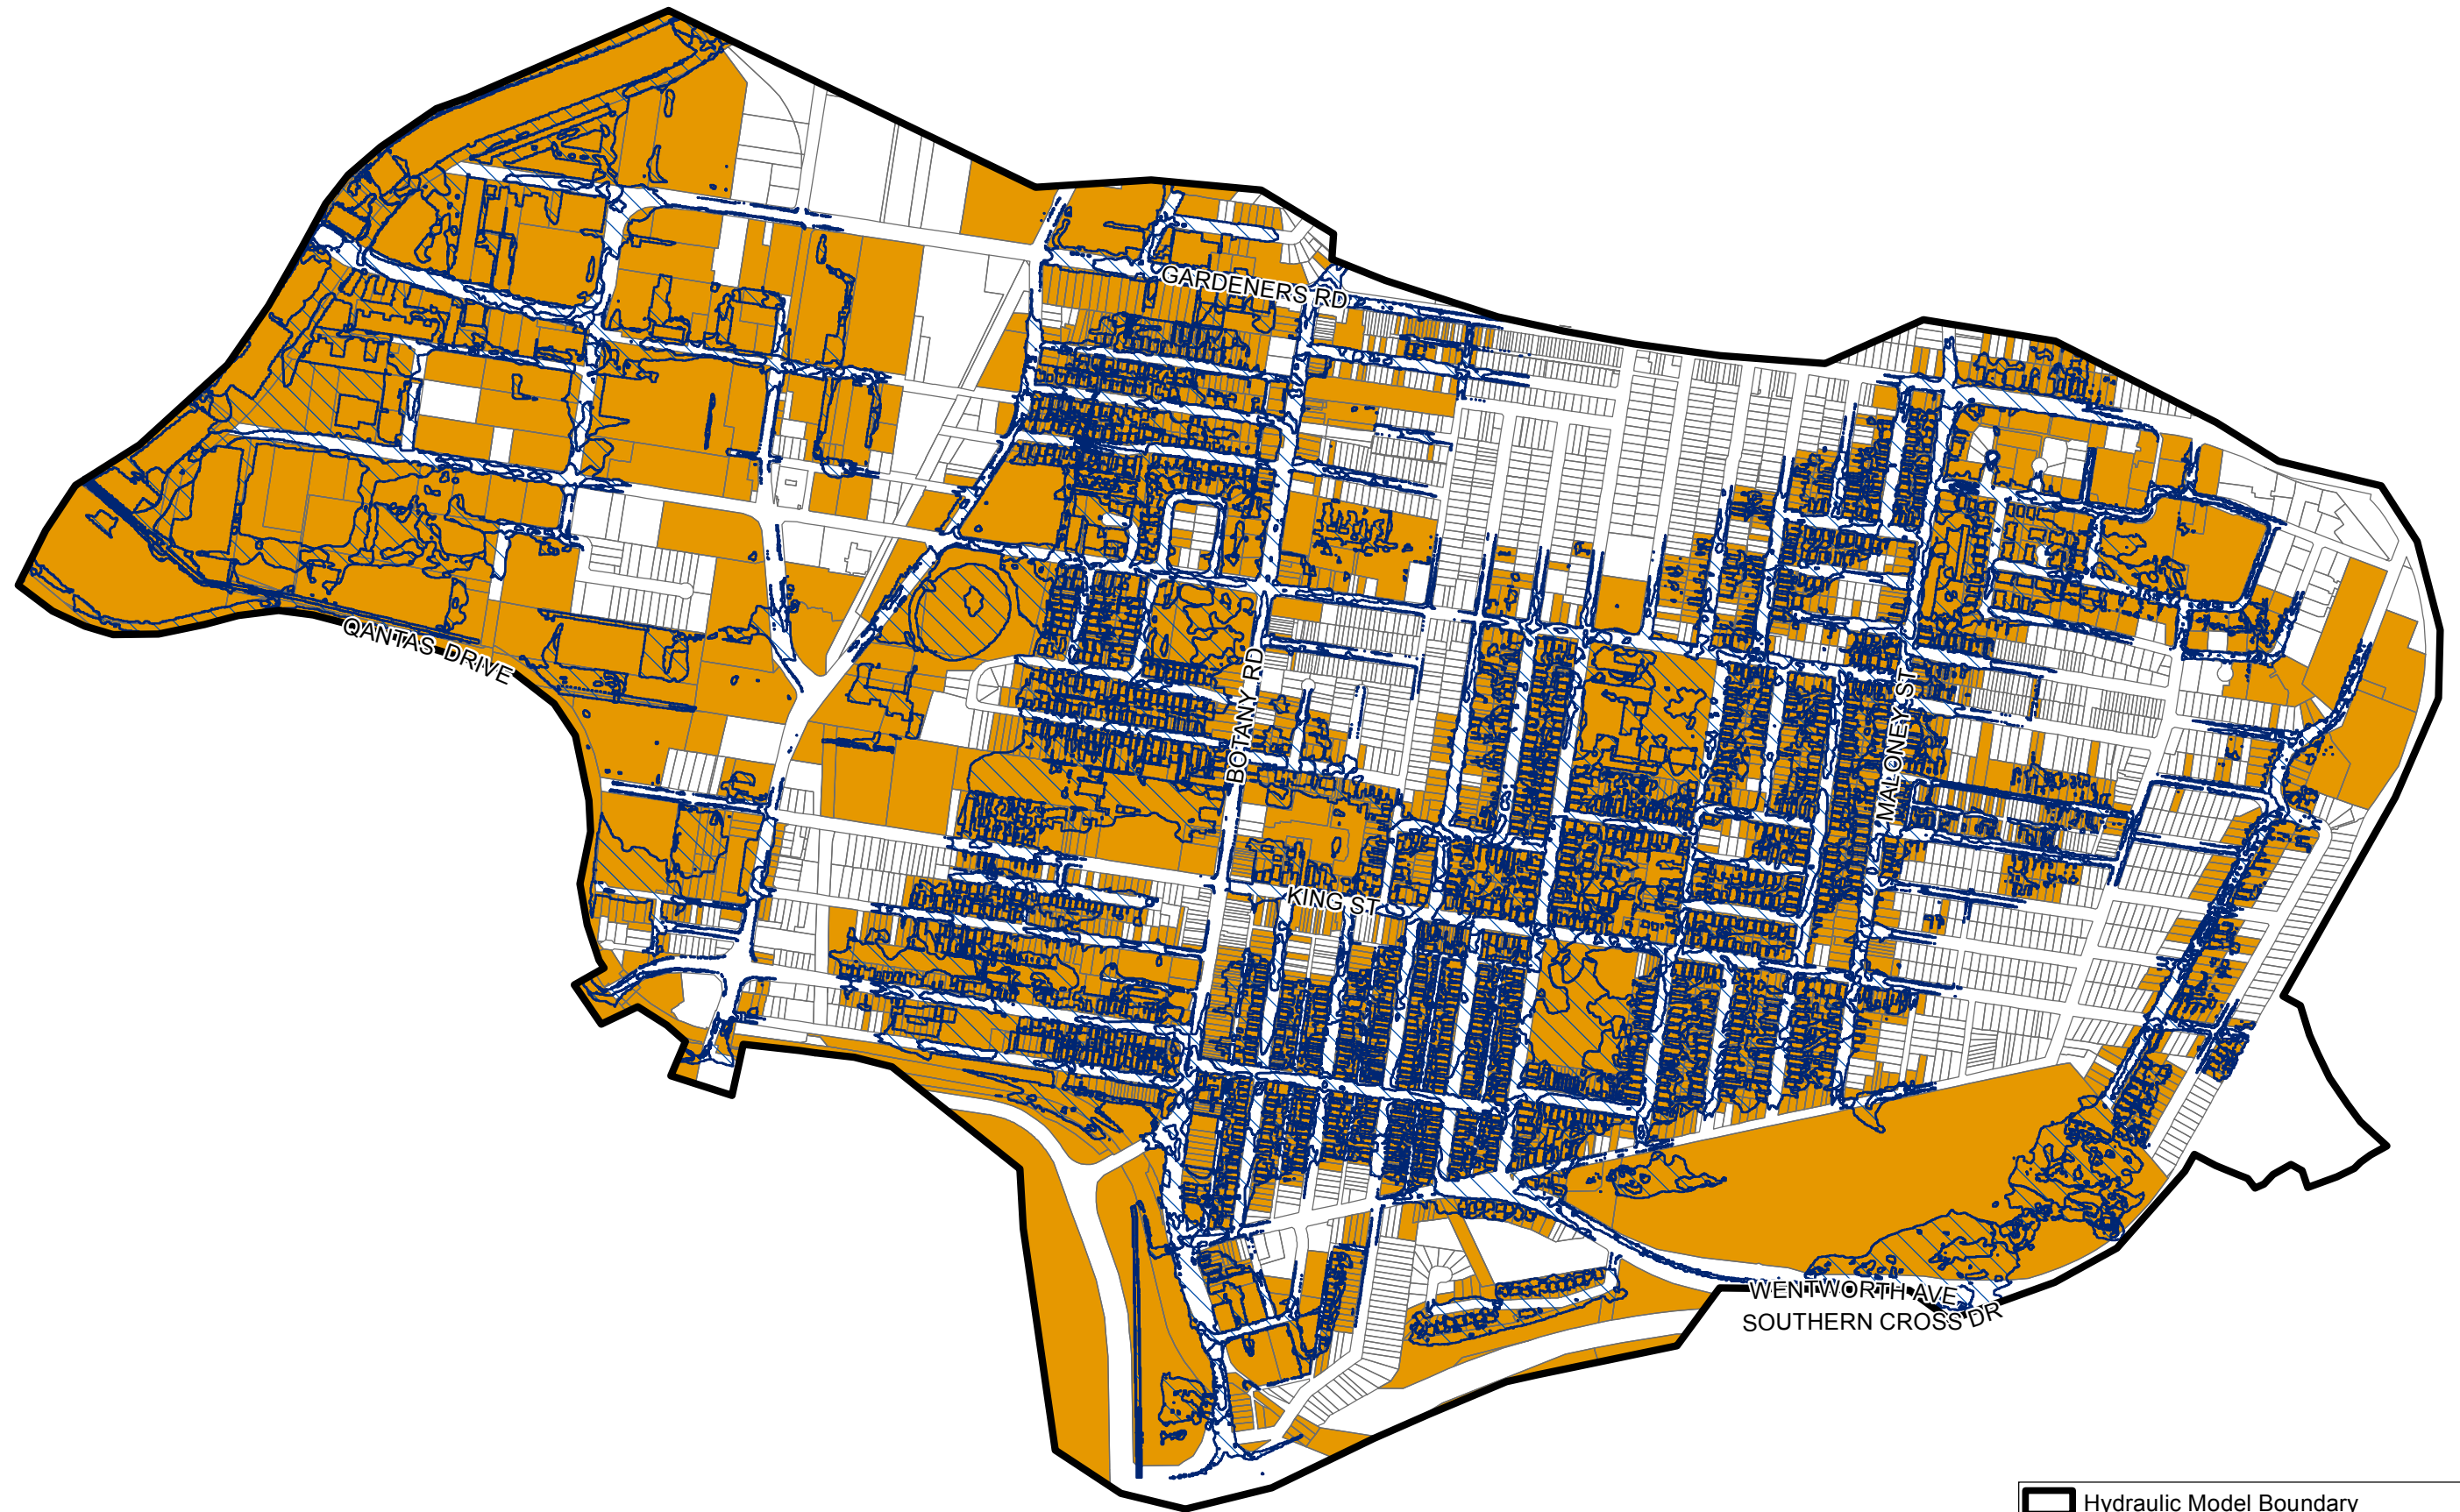 GARDENERS RD
QANTAS DRIVE
BOTANY RD
MALONEY ST
KING ST
WENTWORTH AVE
SOUTHERN CROSS DR
Hydraulic Model Boundary